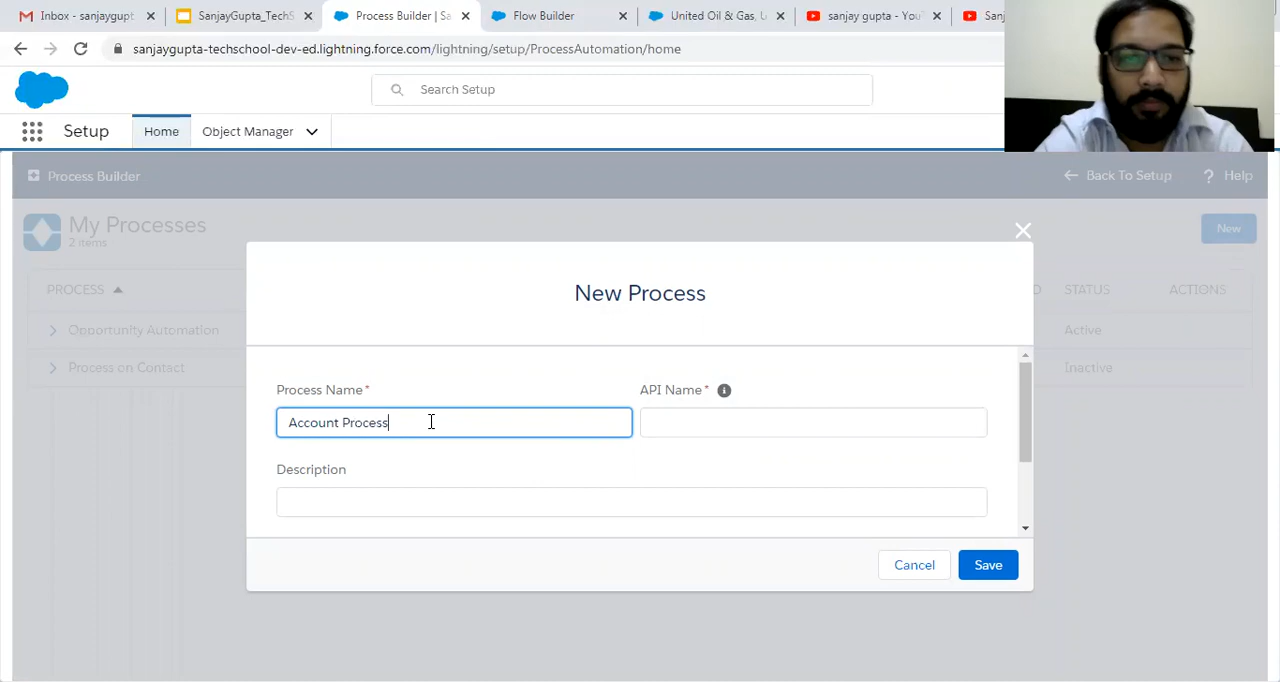 Inbox - sanjaygupt
SanjayGupta_TechS
Process Builder | Sa
Flow Builder
United Oil & Gas, U
sanjay gupta - YouT
San
sanjaygupta-techschool-dev-ed.lightning.force.com/lightning/setup/ProcessAutomation/home
Search Setup
Setup
Home
Object Manager
Process Builder
Back To Setup
? Help
My Processes
2 items
New
New Process
PROCESS
D
STATUS
ACTIONS
Opportunity Automation
Active
Process on Contact
Inactive
Process Name*
API Name*
Account Process
Description
Cancel
Save